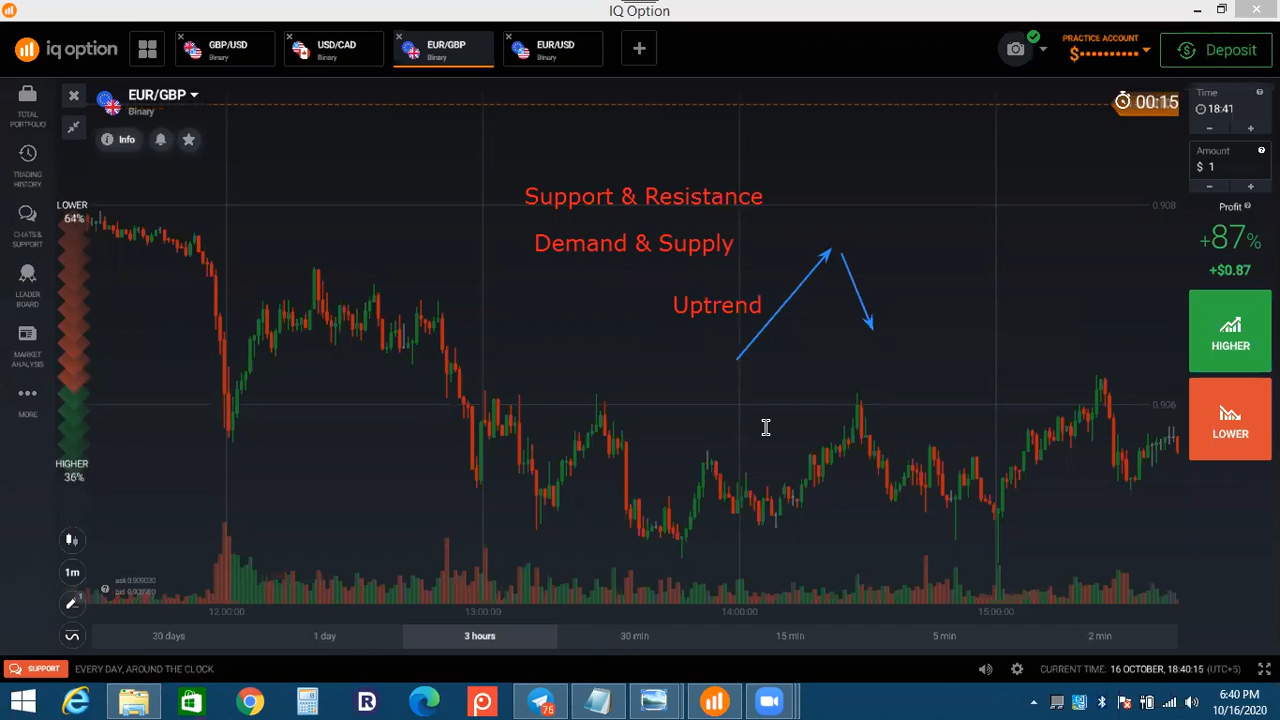 IQ Option
iq option
GBP/USD
Binary
USD/CAD
Binary
EUR/GBP
Binary
EUR/USD
Binary
PRACTICE ACCOUNT
$••••••••••
Deposit
TOTAL
PORTFOLIO
EUR/GBP
Binary
Info
00:15
Time
18:41
Amount
$ 1
Profit
+87%
+$0.87
HIGHER
LOWER
TRADING
HISTORY
CHATS &
SUPPORT
LEADER
BOARD
MARKET
ANALYSIS
MORE
LOWER
64%
HIGHER
36%
Support & Resistance
Demand & Supply
Uptrend
0.908
0.906
1m
12:00:00
13:00:00
14:00:00
15:00:00
30 days
1 day
3 hours
30 min
15 min
5 min
2 min
SUPPORT
EVERY DAY, AROUND THE CLOCK
CURRENT TIME: 16 OCTOBER, 18:40:15 (UTC+5)
75
6:40 PM
10/16/2020